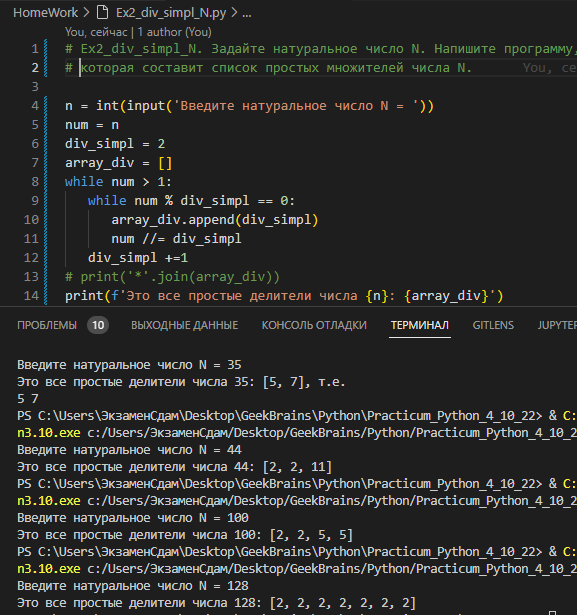 HomeWork > Ex2_div_simpl_N.py > ...
You, сейчас | 1 author (You)
1 # Ex2_div_simpl_N. Задайте натуральное число N. Напишите программу,
2 # которая составит список простых множителей числа N. You, се
3
4 n = int(input('Введите натуральное число N = '))
5 num = n
6 div_simpl = 2
7 array_div = []
8 while num > 1:
9 while num % div_simpl == 0:
10 array_div.append(div_simpl)
11 num //= div_simpl
12 div_simpl +=1
13 # print('*'.join(array_div))
14 print(f'Это все простые делители числа {n}: {array_div}')
ПРОБЛЕМЫ 10 ВЫХОДНЫЕ ДАННЫЕ КОНСОЛЬ ОТЛАДКИ ТЕРМИНАЛ GITLENS JUPYTER
Введите натуральное число N = 35
Это все простые делители числа 35: [5, 7], т.е.
5 7
PS C:\Users\ЭкзаменСдам\Desktop\GeekBrains\Python\Practicum_Python_4_10_22> & C:
n3.10.exe c:/Users/ЭкзаменСдам/Desktop/GeekBrains/Python/Practicum_Python_4_10_2
Введите натуральное число N = 44
Это все простые делители числа 44: [2, 2, 11]
PS C:\Users\ЭкзаменСдам\Desktop\GeekBrains\Python\Practicum_Python_4_10_22> & C:
n3.10.exe c:/Users/ЭкзаменСдам/Desktop/GeekBrains/Python/Practicum_Python_4_10_2
Введите натуральное число N = 100
Это все простые делители числа 100: [2, 2, 5, 5]
PS C:\Users\ЭкзаменСдам\Desktop\GeekBrains\Python\Practicum_Python_4_10_22> & C:
n3.10.exe c:/Users/ЭкзаменСдам/Desktop/GeekBrains/Python/Practicum_Python_4_10_2
Введите натуральное число N = 128
Это все простые делители числа 128: [2, 2, 2, 2, 2, 2, 2]